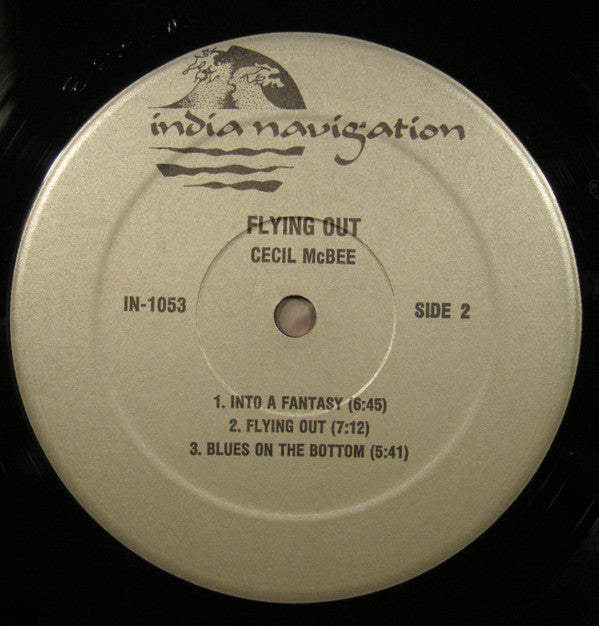 india navigation
FLYING OUT
CECIL McBEE
IN-1053
SIDE 2
1. INTO A FANTASY (6:45)
2. FLYING OUT (7:12)
3. BLUES ON THE BOTTOM (5:41)